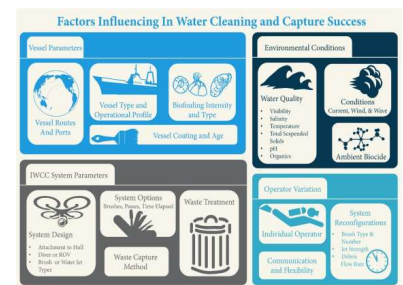 Factors Influencing In Water Cleaning and Capture Success
Vessel Parameters
Vessel Routes
And Ports
Vessel Type and
Operational Profile
Biofouling Intensity
and Type
Vessel Coating and Age
Environmental Conditions
Water Quality
• Visibility
• Salinity
• Temperature
• Total Suspended
Solids
• pH
• Organics
Conditions
Current, Wind, & Wave
Ambient Biocide
IWCC System Parameters
System Design
• Attachment to Hull
• Diver or ROV
• Brush or Water Jet
Types
System Options
Brushes, Passes, Time Elapsed
Waste Capture
Method
Waste Treatment
Operator Variation
Individual Operator
Communication
and Flexibility
System
Reconfigurations
• Brush Type &
Number
• Jet Strength
• Debris
Flow Rate